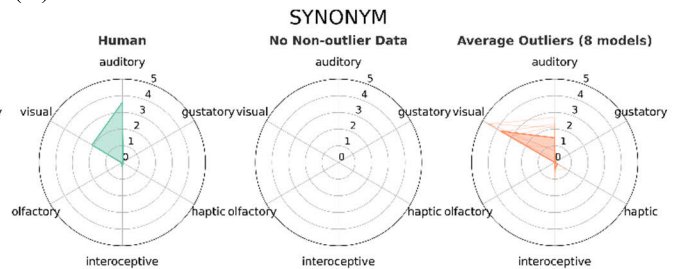 SYNONYM
Human
No Non-outlier Data
Average Outliers (8 models)
auditory
auditory
auditory
5
4
3
2
1
0
5
4
3
2
1
0
5
4
3
2
1
0
visual
gustatory
visual
gustatory
visual
gustatory
olfactory
haptic
olfactory
haptic
olfactory
haptic
interoceptive
interoceptive
interoceptive